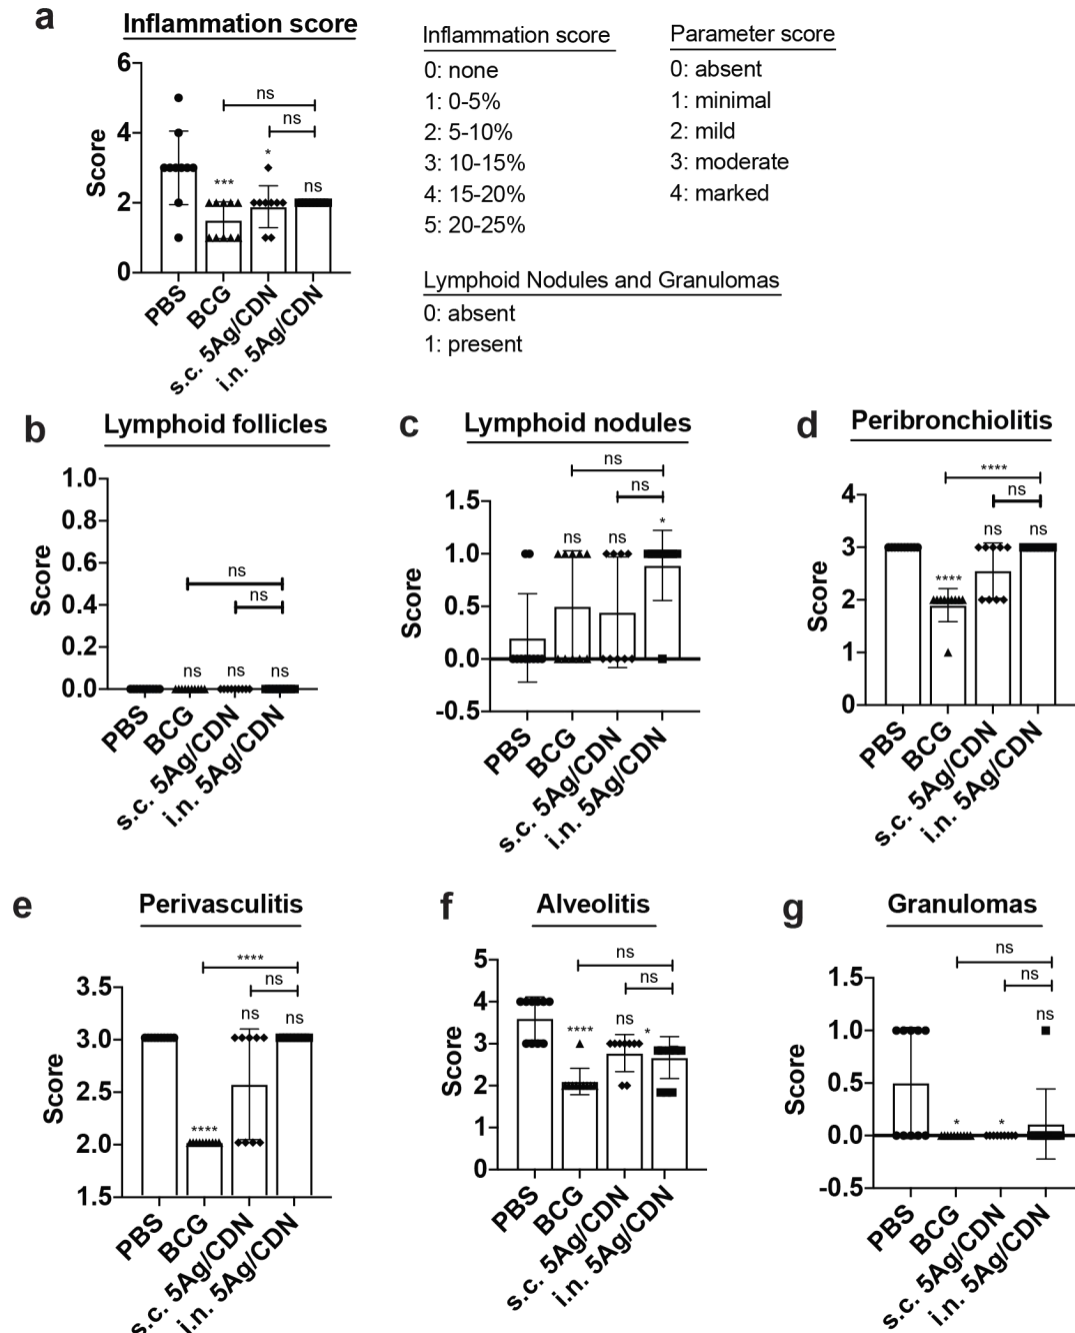 a
Inflammation score
6
4
2
0
Score
ns
ns
***
*
ns
PBS
BCG
s.c. 5Ag/CDN
i.n. 5Ag/CDN
Inflammation score
0: none
1: 0-5%
2: 5-10%
3: 10-15%
4: 15-20%
5: 20-25%
Parameter score
0: absent
1: minimal
2: mild
3: moderate
4: marked
Lymphoid Nodules and Granulomas
0: absent
1: present
b
Lymphoid follicles
1.0
0.8
0.6
0.4
0.2
0.0
Score
ns
ns
ns
ns
ns
PBS
BCG
s.c. 5Ag/CDN
i.n. 5Ag/CDN
c
Lymphoid nodules
1.5
1.0
0.5
0.0
-0.5
Score
ns
ns
ns
ns
*
PBS
BCG
s.c. 5Ag/CDN
i.n. 5Ag/CDN
d
Peribronchiolitis
4
3
2
1
0
Score
****
ns
****
ns
ns
PBS
BCG
s.c. 5Ag/CDN
i.n. 5Ag/CDN
e
Perivasculitis
3.5
3.0
2.5
2.0
1.5
Score
****
ns
****
ns
ns
PBS
BCG
s.c. 5Ag/CDN
i.n. 5Ag/CDN
f
Alveolitis
5
4
3
2
1
0
Score
ns
ns
****
ns
*
PBS
BCG
s.c. 5Ag/CDN
i.n. 5Ag/CDN
g
Granulomas
1.5
1.0
0.5
0.0
-0.5
Score
ns
ns
*
*
ns
PBS
BCG
s.c. 5Ag/CDN
i.n. 5Ag/CDN